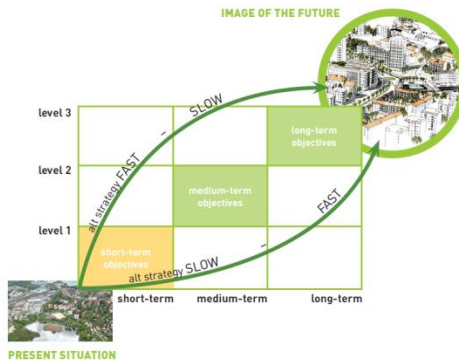 IMAGE OF THE FUTURE
level 3
level 2
level 1
alt strategy FAST
–
SLOW
long-term
objectives
medium-term
objectives
short-term
objectives
alt strategy SLOW
–
FAST
short-term
medium-term
long-term
PRESENT SITUATION